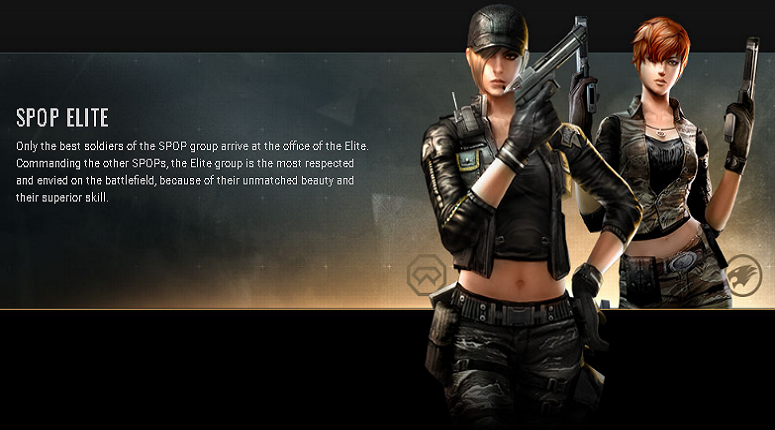 SPOP ELITE
Only the best soldiers of the SPOP group arrive at the office of the Elite.
Commanding the other SPOPs, the Elite group is the most respected
and envied on the battlefield, because of their unmatched beauty and
their superior skill.